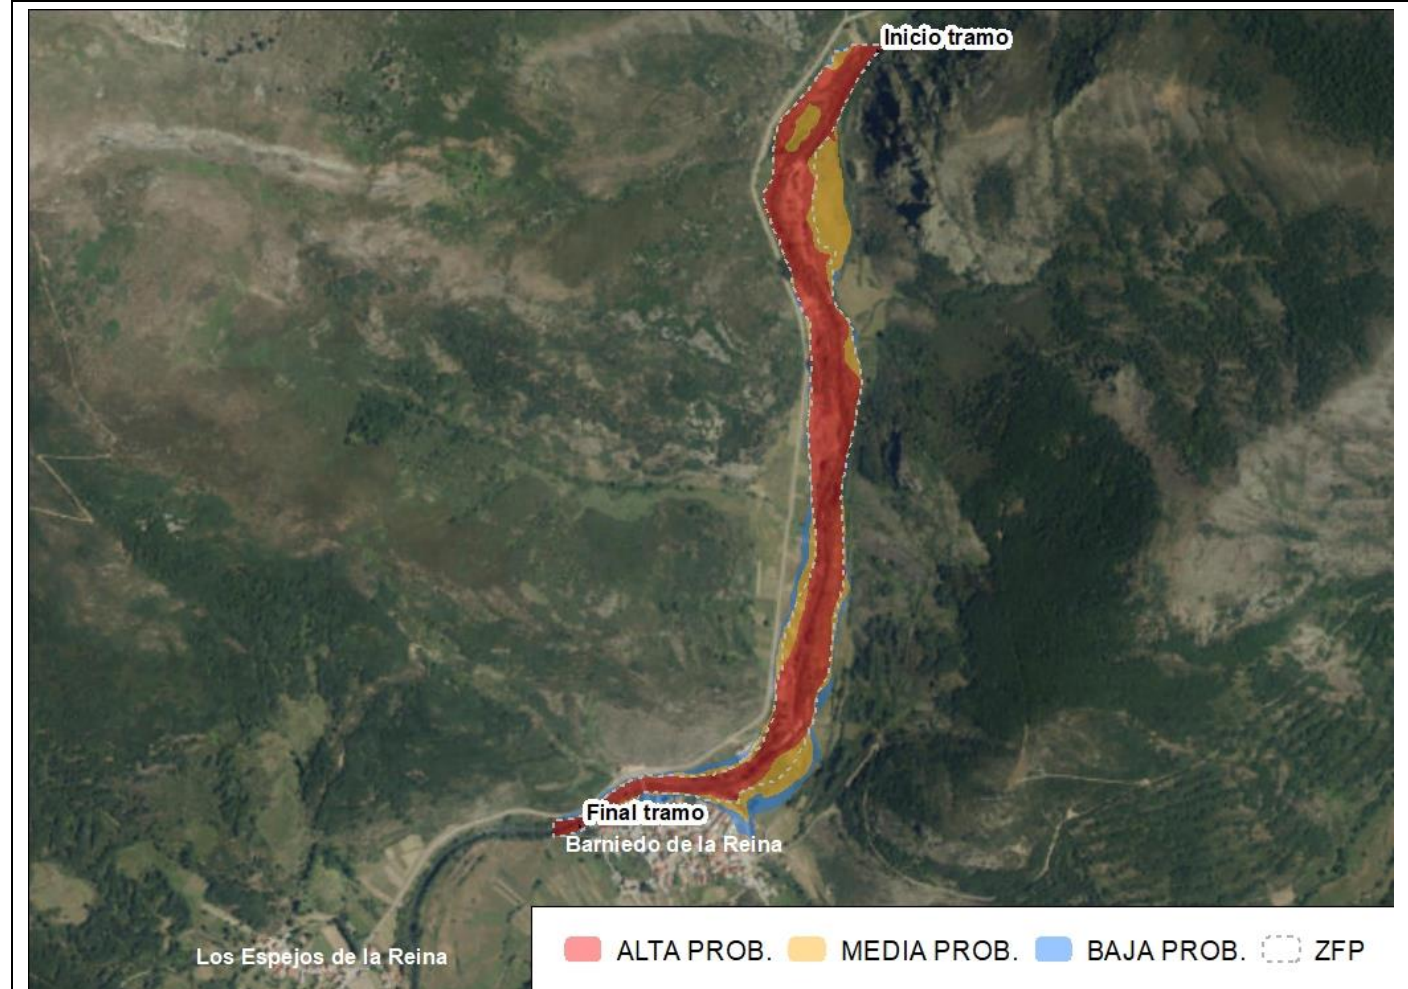 Inicio tramo
Final tramo
Barniedo de la Reina
Los Espejos de la Reina
ALTA PROB. MEDIA PROB. BAJA PROB. ZFP